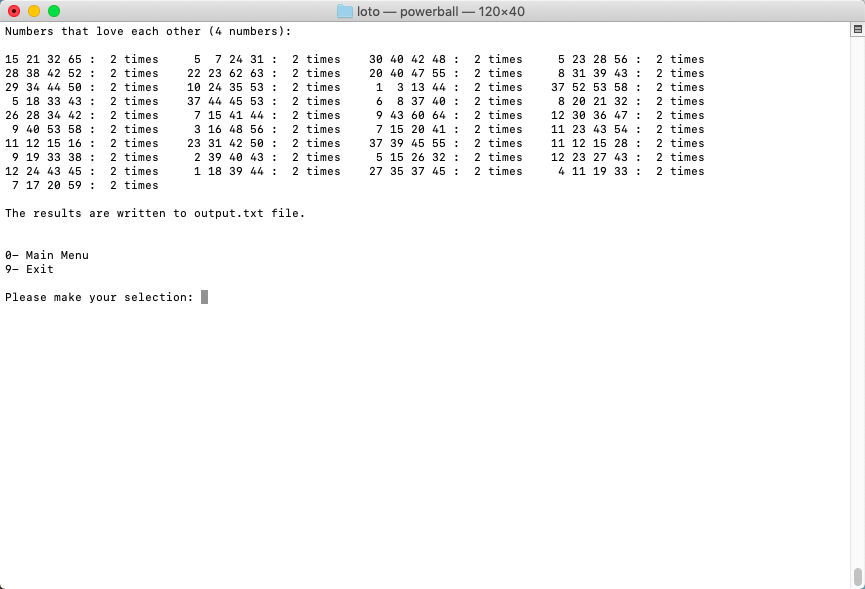 loto — powerball — 120×40
Numbers that love each other (4 numbers):
15 21 32 65 :  2 times     5  7 24 31 :  2 times    30 40 42 48 :  2 times     5 23 28 56 :  2 times
28 38 42 52 :  2 times    22 23 62 63 :  2 times    20 40 47 55 :  2 times     8 31 39 43 :  2 times
29 34 44 50 :  2 times    10 24 35 53 :  2 times     1  3 13 44 :  2 times    37 52 53 58 :  2 times
 5 18 33 43 :  2 times    37 44 45 53 :  2 times     6  8 37 40 :  2 times     8 20 21 32 :  2 times
26 28 34 42 :  2 times     7 15 41 44 :  2 times     9 43 60 64 :  2 times    12 30 36 47 :  2 times
 9 40 53 58 :  2 times     3 16 48 56 :  2 times     7 15 20 41 :  2 times    11 23 43 54 :  2 times
11 12 15 16 :  2 times    23 31 42 50 :  2 times    37 39 45 55 :  2 times    11 12 15 28 :  2 times
 9 19 33 38 :  2 times     2 39 40 43 :  2 times     5 15 26 32 :  2 times    12 23 27 43 :  2 times
12 24 43 45 :  2 times     1 18 39 44 :  2 times    27 35 37 45 :  2 times     4 11 19 33 :  2 times
 7 17 20 59 :  2 times
The results are written to output.txt file.
0– Main Menu
9– Exit
Please make your selection: